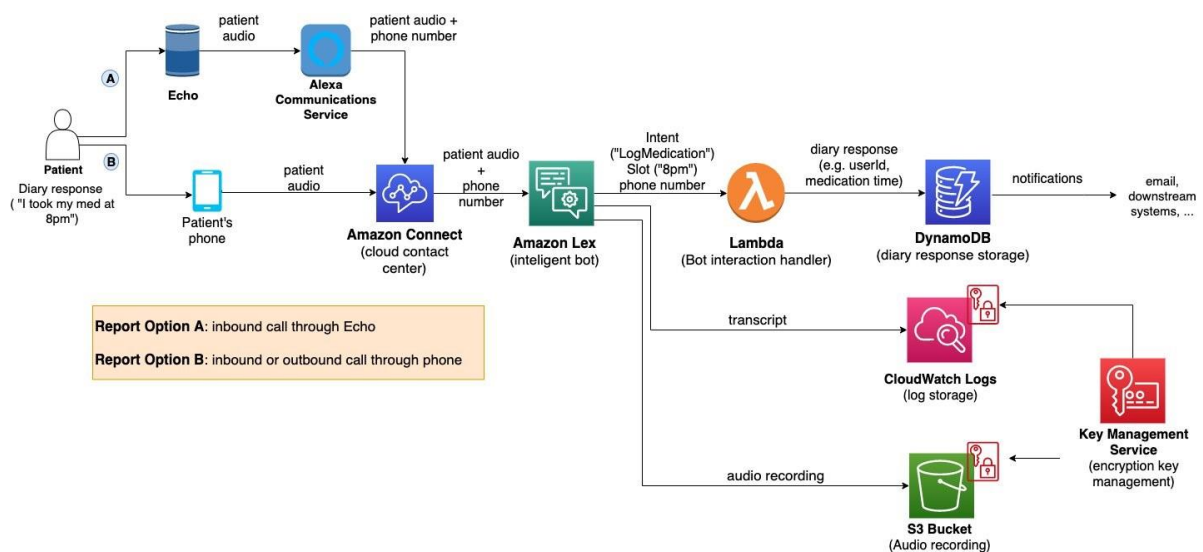 patient
audio
patient audio +
phone number
A
Echo
Alexa
Communications
Service
B
Patient
Diary response
( "I took my med at
8pm")
Patient's
phone
patient
audio
Amazon Connect
(cloud contact
center)
patient audio
+
phone
number
Amazon Lex
(inteligent bot)
Intent
("LogMedication")
Slot ("8pm")
phone number
Lambda
(Bot interaction handler)
diary response
(e.g. userId,
medication time)
DynamoDB
(diary response storage)
notifications
email,
downstream
systems, ...
Report Option A: inbound call through Echo
Report Option B: inbound or outbound call through phone
transcript
CloudWatch Logs
(log storage)
Key Management
Service
(encryption key
management)
audio recording
S3 Bucket
(Audio recording)